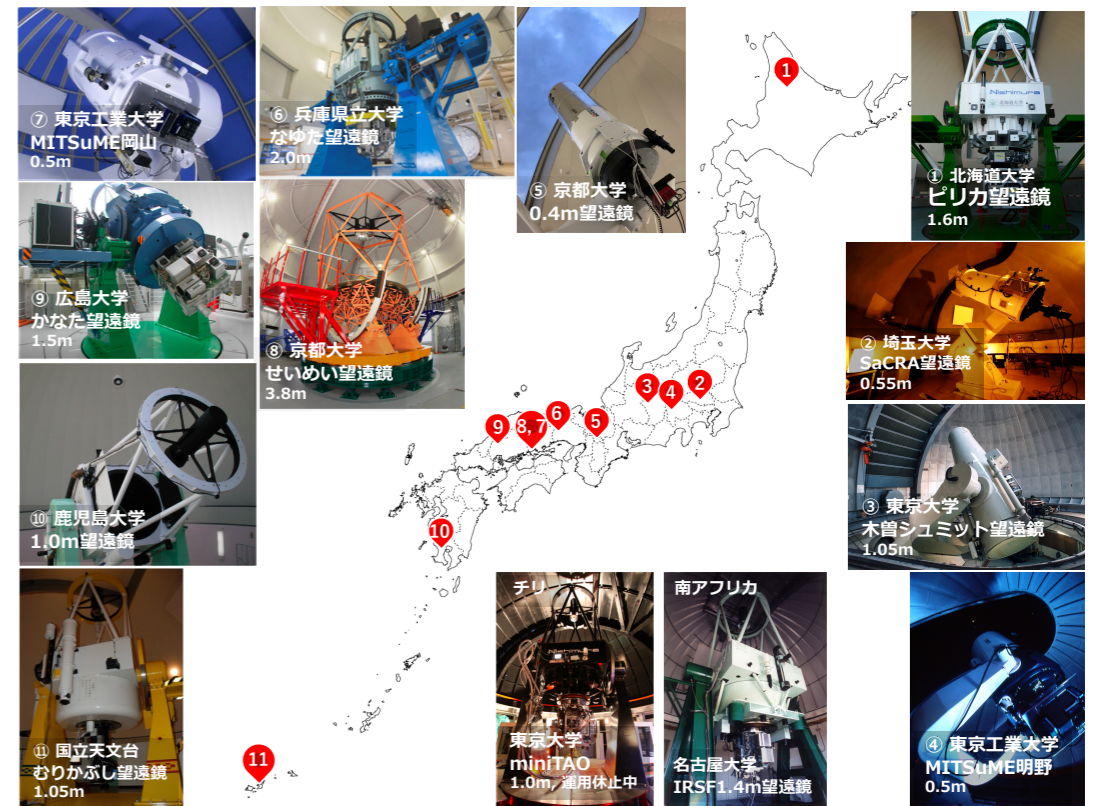 ⑦ 東京工業大学
MITSuME岡山
0.5m
⑥ 兵庫県立大学
なゆた望遠鏡
2.0m
⑤ 京都大学
0.4m望遠鏡
1
Nishimura
北海道大学
① 北海道大学
ピリカ望遠鏡
1.6m
⑨ 広島大学
かなた望遠鏡
1.5m
⑧ 京都大学
せいめい望遠鏡
3.8m
② 埼玉大学
SaCRA望遠鏡
0.55m
3
4
2
9
8, 7
6
5
10
⑩ 鹿児島大学
1.0m望遠鏡
③ 東京大学
木曽シュミット望遠鏡
1.05m
⑪ 国立天文台
むりかぶし望遠鏡
1.05m
11
チリ
Nishimura
東京大学
miniTAO
1.0m, 運用休止中
南アフリカ
名古屋大学
IRSF1.4m望遠鏡
④ 東京工業大学
MITSuME明野
0.5m